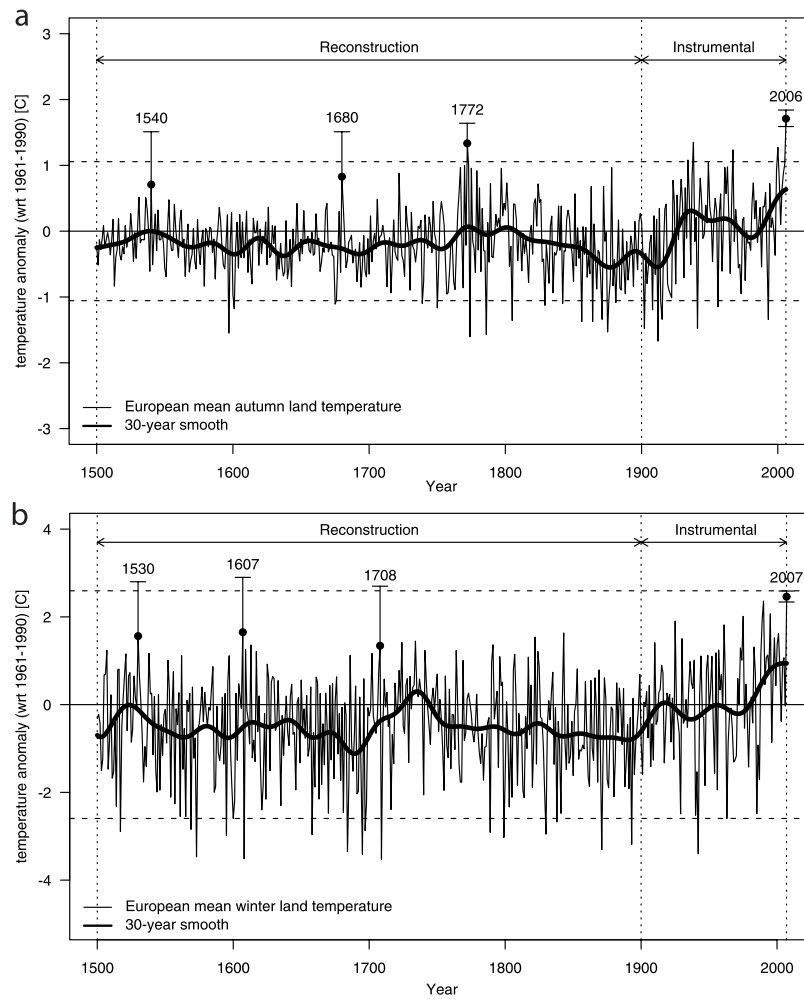 a
3
2
1
0
-1
-2
-3
temperature anomaly (wrt 1961-1990) [C]
Reconstruction
Instrumental
1540
1680
1772
2006
European mean autumn land temperature
30-year smooth
1500
1600
1700
1800
1900
2000
Year
b
4
2
0
-2
-4
temperature anomaly (wrt 1961-1990) [C]
Reconstruction
Instrumental
1530
1607
1708
2007
European mean winter land temperature
30-year smooth
1500
1600
1700
1800
1900
2000
Year